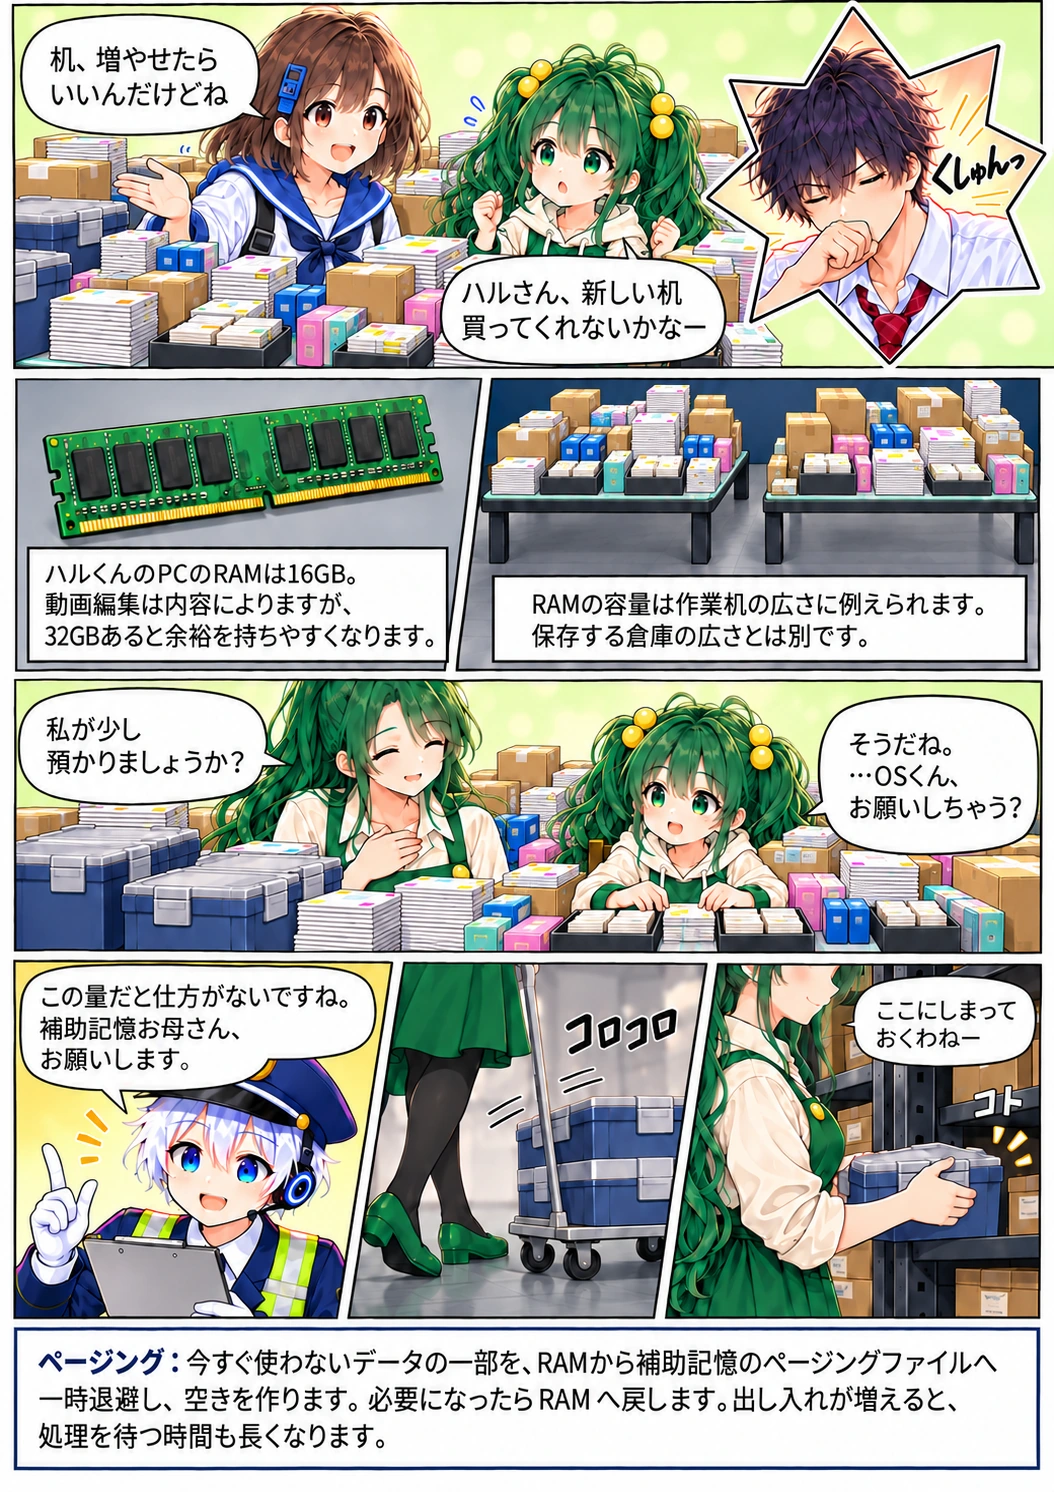 机、増やせたら
いいんだけどね
ハルさん、新しい机
買ってくれないかなー
くしゅんっ
ハルくんのPCのRAMは16GB。
動画編集は内容によりますが、
32GBあると余裕を持ちやすくなります。
RAMの容量は作業机の広さに例えられます。
保存する倉庫の広さとは別です。
私が少し
預かりましょうか?
そうだね。
…OSくん、
お願いしちゃう?
この量だと仕方がないですね。
補助記憶お母さん、
お願いします。
コロコロ
ここにしまって
おくわねー
コト
ページング：今すぐ使わないデータの一部を、RAMから補助記憶のページングファイルへ
一時退避し、空きを作ります。必要になったら RAM へ戻します。出し入れが増えると、
処理を待つ時間も長くなります。